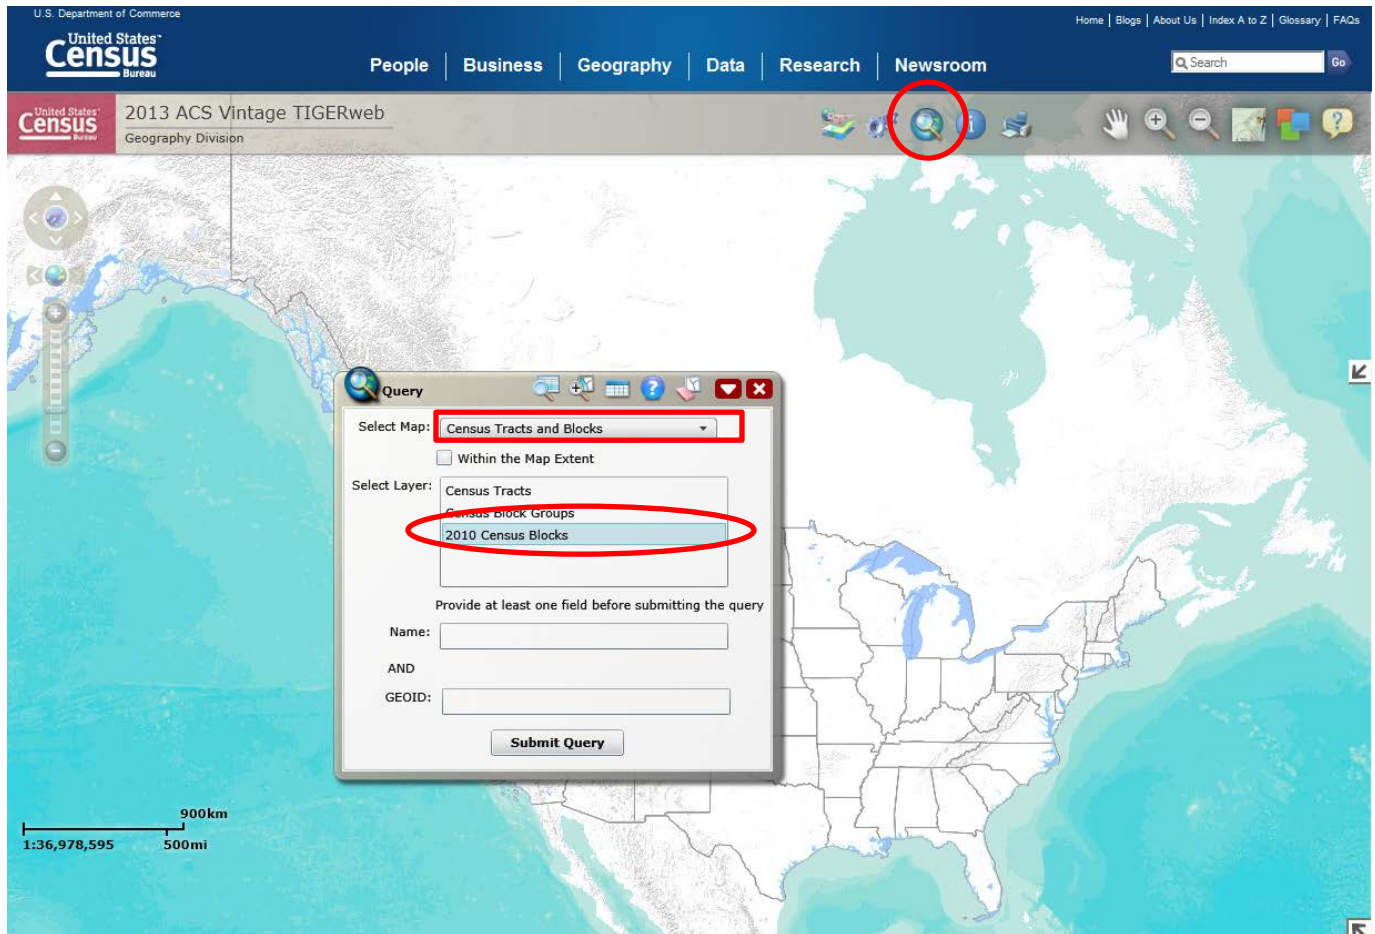 U.S. Department of Commerce
Home | Blogs | About Us | Index A to Z | Glossary | FAQs
United States™
Census
Bureau
People | Business | Geography | Data | Research | Newsroom
Search
Go
United States™
Census
Bureau
2013 ACS Vintage TIGERweb
Geography Division
Query
Select Map: Census Tracts and Blocks
Within the Map Extent
Select Layer: Census Tracts
Census Block Groups
2010 Census Blocks
Provide at least one field before submitting the query
Name:
AND
GEOID:
Submit Query
900km
1:36,978,595 500mi